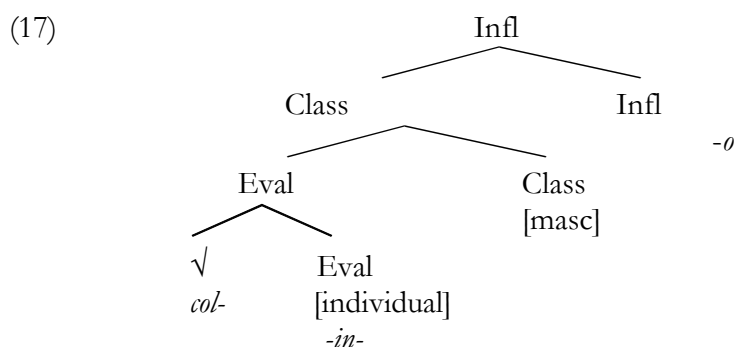 (17) Infl
Class Infl
-o
Eval Class
[masc]
√ Eval
col- [individual]
-in-